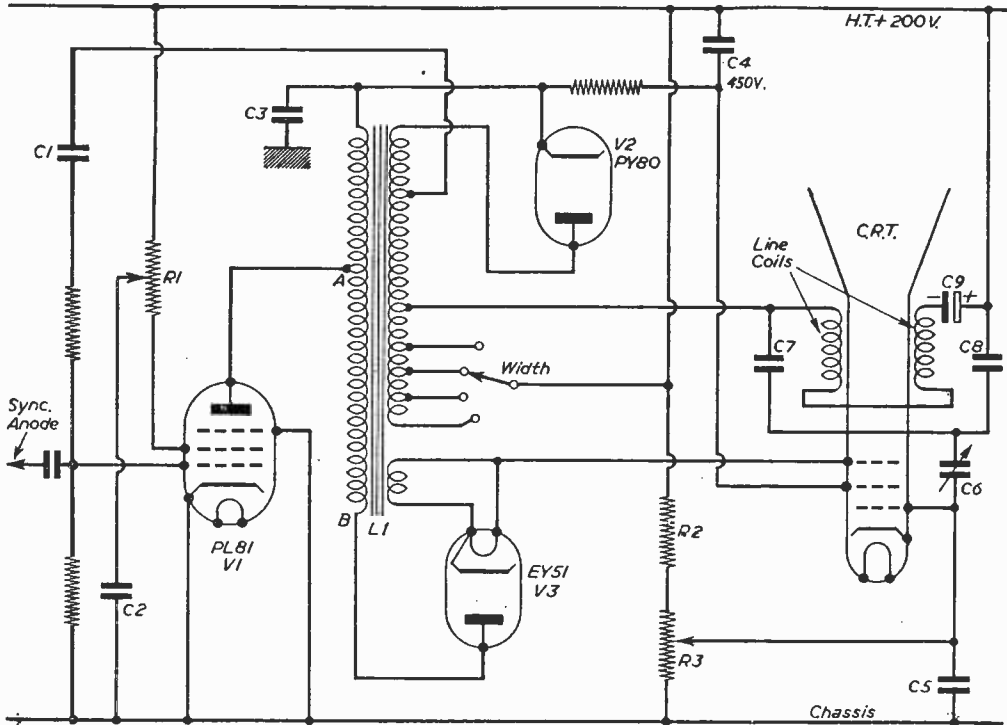 H.T.+ 200V.
C4
450V.
C3
C1
V2
PY80
C.R.T.
Line
Coils
C9
- +
A
R1
C7
C8
Width
Sync.
Anode
C6
B
L1
R2
PL81
V1
EY51
V3
C2
R3
C5
Chassis